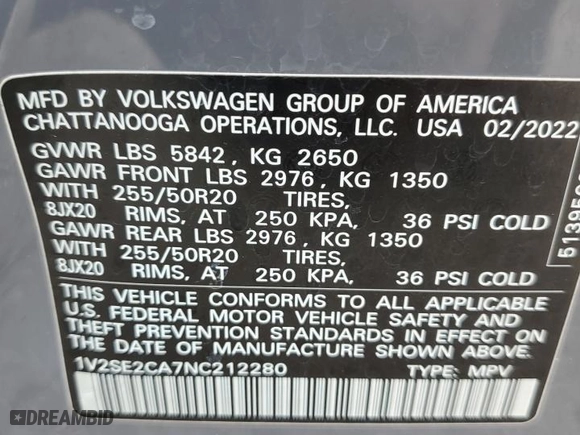 MFD BY VOLKSWAGEN GROUP OF AMERICA
CHATTANOOGA OPERATIONS, LLC. USA 02/2022
GVWR LBS 5842, KG 2650
GAWR FRONT LBS 2976, KG 1350
WITH 255/50R20 TIRES,
8JX20 RIMS, AT 250 KPA, 36 PSI COLD
GAWR REAR LBS 2976, KG 1350
WITH 255/50R20 TIRES,
8JX20 RIMS, AT 250 KPA, 36 PSI COLD
THIS VEHICLE CONFORMS TO ALL APPLICABLE
U.S. FEDERAL MOTOR VEHICLE SAFETY AND
THEFT PREVENTION STANDARDS IN EFFECT ON
THE DATE OF MANUFACTURE SHOWN ABOVE.
1V2SE2CA7NC212280 TYPE: MPV
DREAMBID